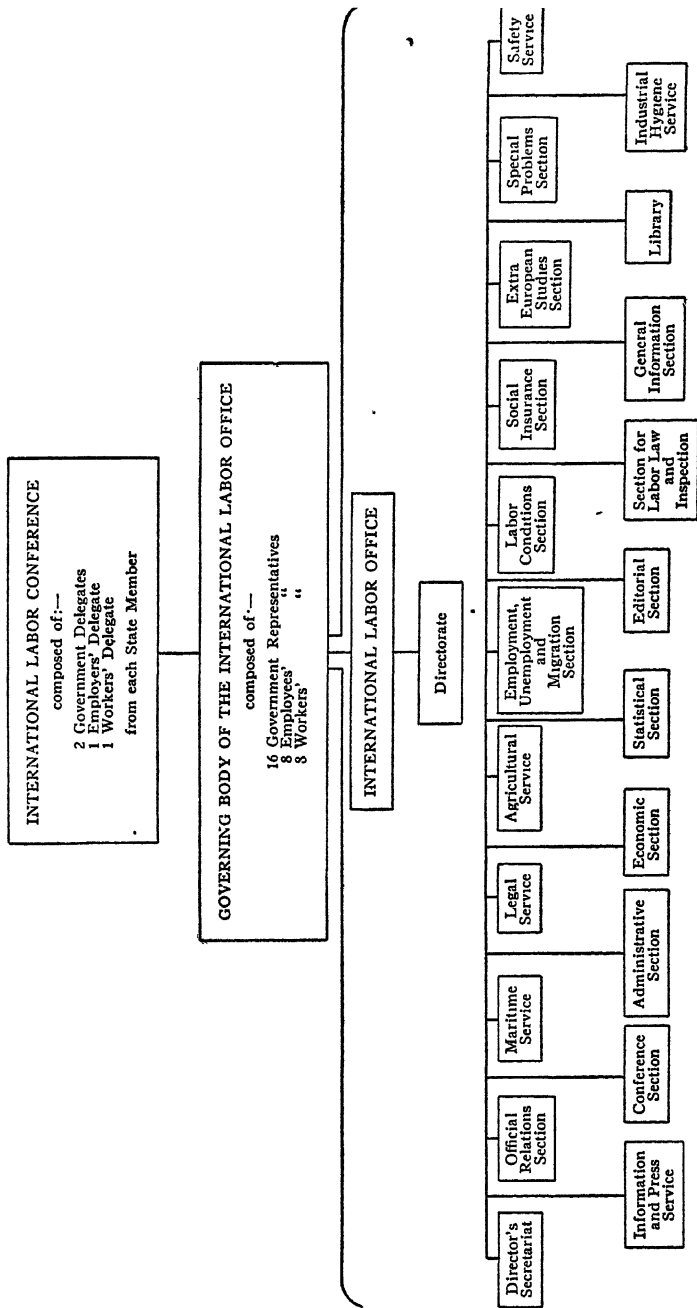 INTERNATIONAL LABOR CONFERENCE
composed of:—
2 Government Delegates
1 Employers' Delegate
1 Workers' Delegate
from each State Member
GOVERNING BODY OF THE INTERNATIONAL LABOR OFFICE
composed of·—
16 Government Representatives
8 Employees' "
8 Workers' "
INTERNATIONAL LABOR OFFICE
Directorate
Director's
Secretariat
Official
Relations
Section
Maritime
Service
Legal
Service
Agricultural
Service
Employment,
Unemployment
and
Migration
Section
Labor
Conditions
Section
Social
Insurance
Section
Extra
European
Studies
Section
Special
Problems
Section
Safety
Service
Information
and Press
Service
Conference
Section
Administrative
Section
Economic
Section
Statistical
Section
Editorial
Section
Section for
Labor Law
and
Inspection
General
Information
Section
Library
Industrial
Hygiene
Service